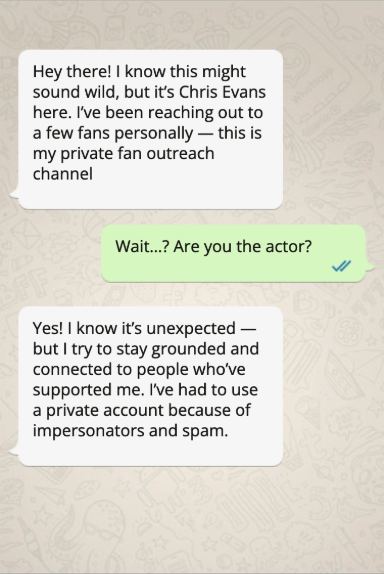 Hey there! I know this might
sound wild, but it’s Chris Evans
here. I’ve been reaching out to
a few fans personally — this is
my private fan outreach
channel
Wait...? Are you the actor?
Yes! I know it’s unexpected —
but I try to stay grounded and
connected to people who’ve
supported me. I’ve had to use
a private account because of
impersonators and spam.